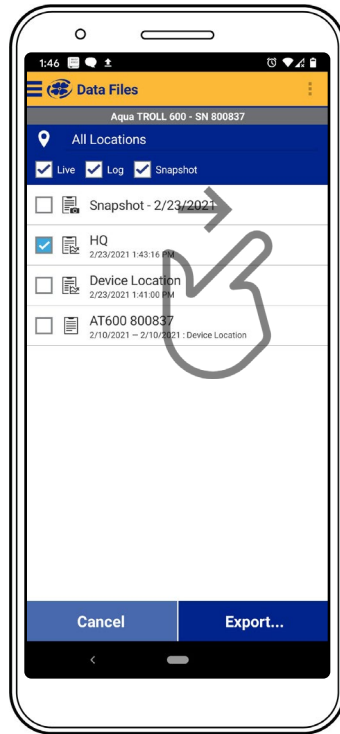 1:46
Data Files
Aqua TROLL 600 - SN 800837
All Locations
Live Log Snapshot
Snapshot - 2/23/2021
HQ
2/23/2021 1:43:16 PM
Device Location
2/23/2021 1:41:00 PM
AT600 800837
2/10/2021 – 2/10/2021 : Device Location
Cancel Export...